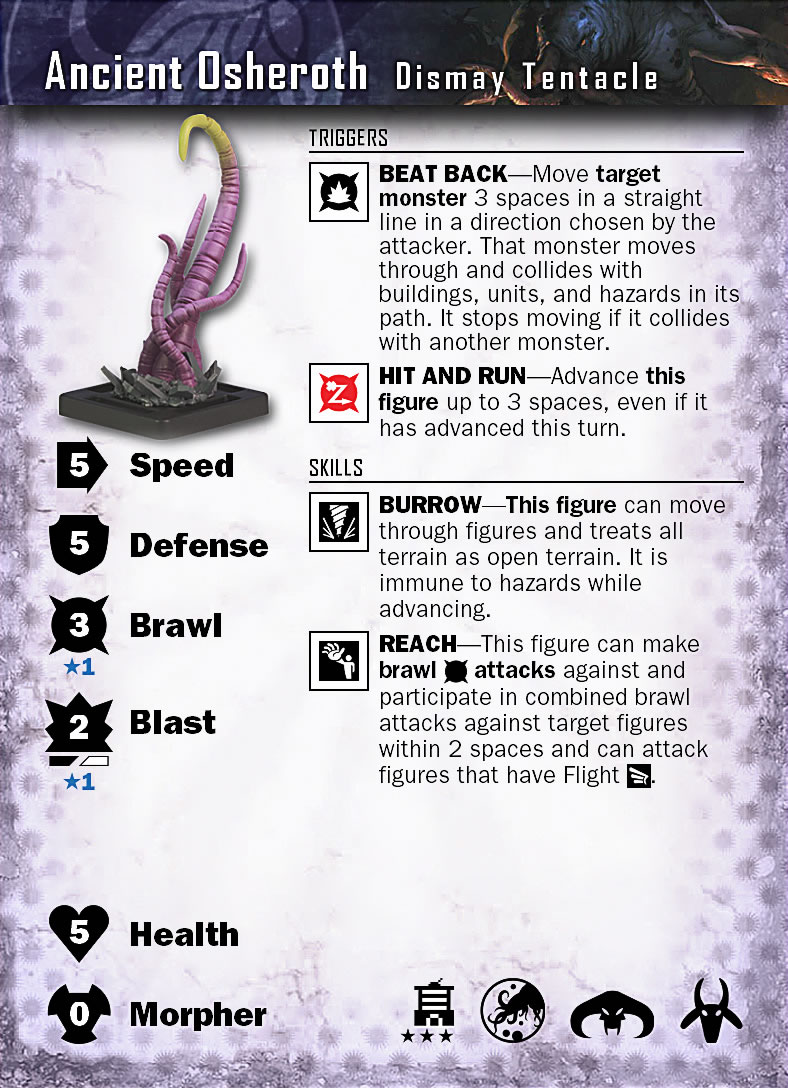 Ancient Osheroth Dismay Tentacle
TRIGGERS
BEAT BACK—Move target
monster 3 spaces in a straight
line in a direction chosen by the
attacker. That monster moves
through and collides with
buildings, units, and hazards in its
path. It stops moving if it collides
with another monster.
Z
HIT AND RUN—Advance this
figure up to 3 spaces, even if it
has advanced this turn.
SKILLS
BURROW—This figure can move
through figures and treats all
terrain as open terrain. It is
immune to hazards while
advancing.
REACH—This figure can make
brawl attacks against and
participate in combined brawl
attacks against target figures
within 2 spaces and can attack
figures that have Flight .
5 Speed
5 Defense
3 Brawl
★1
2 Blast
★1
5 Health
0 Morpher
★★★